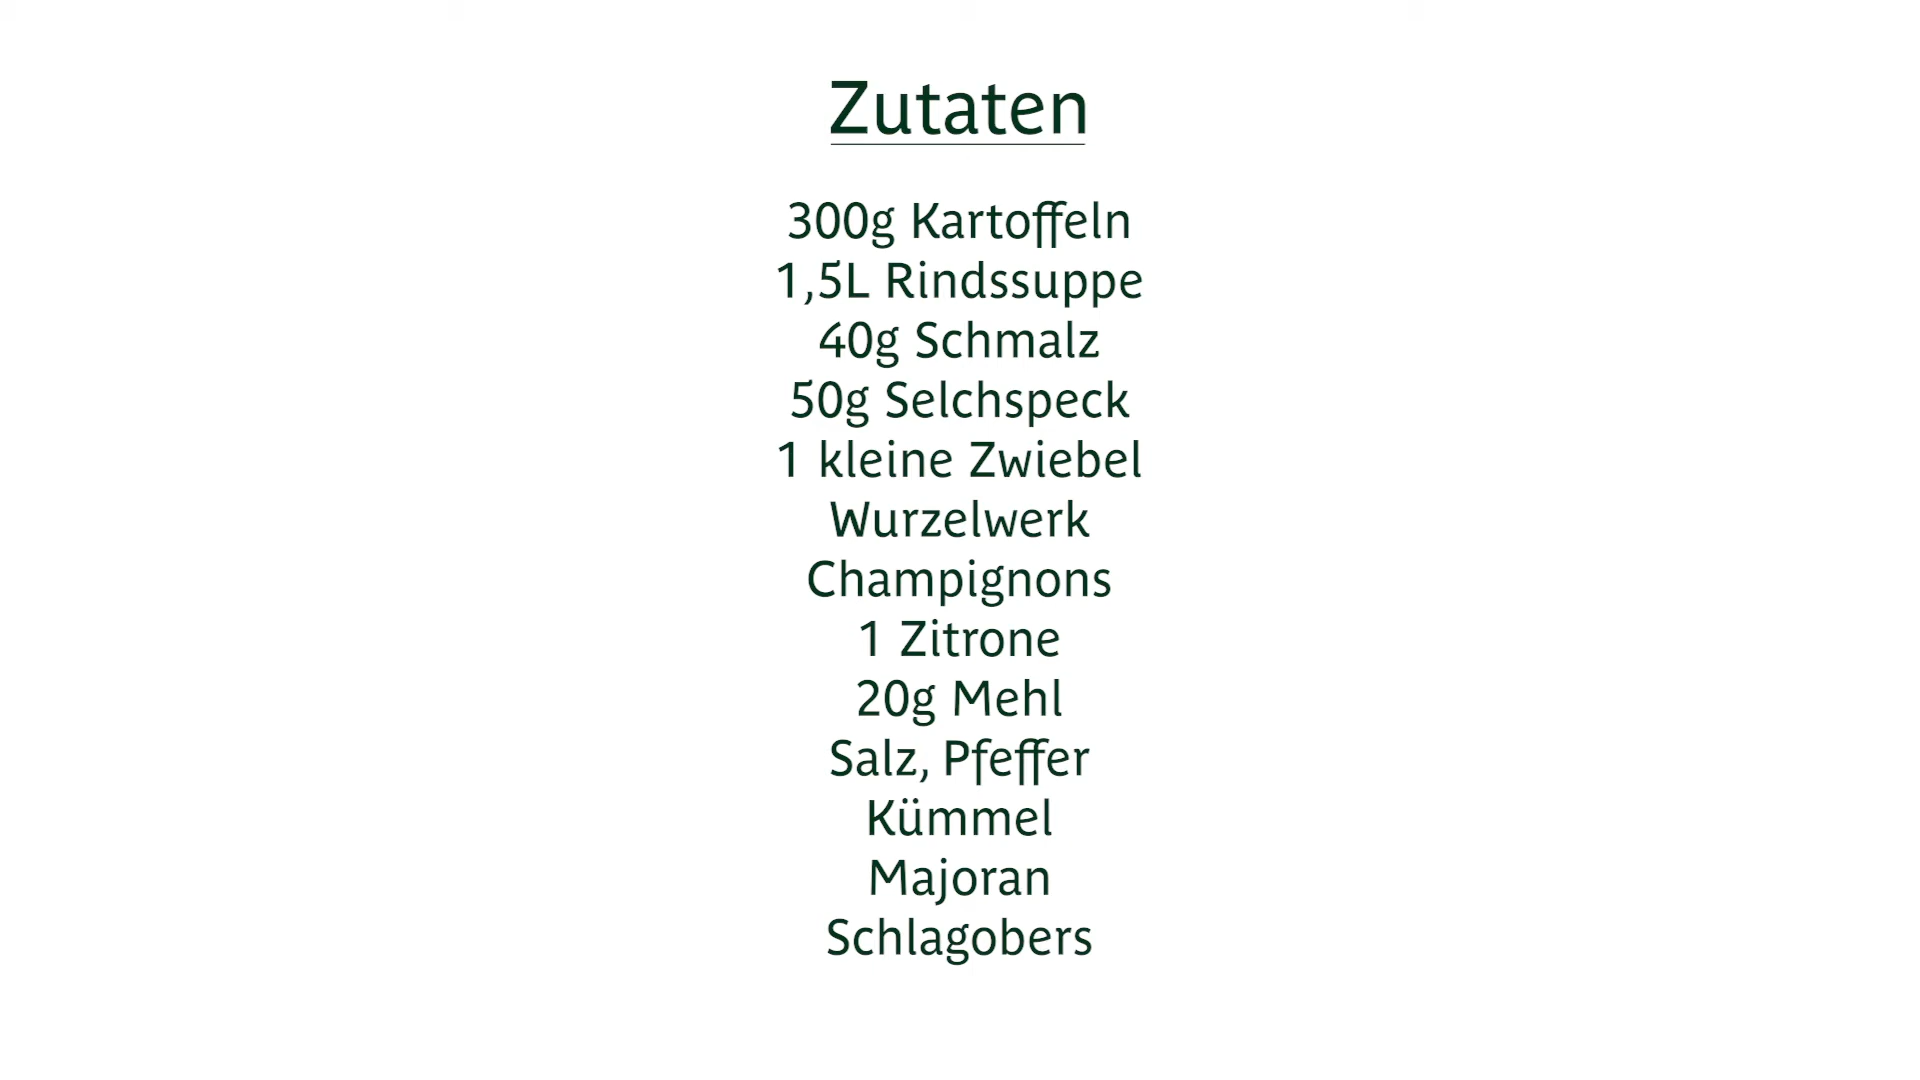 Zutaten
300g Kartoffeln
1,5L Rindssuppe
40g Schmalz
50g Selchspeck
1 kleine Zwiebel
Wurzelwerk
Champignons
1 Zitrone
20g Mehl
Salz, Pfeffer
Kümmel
Majoran
Schlagobers